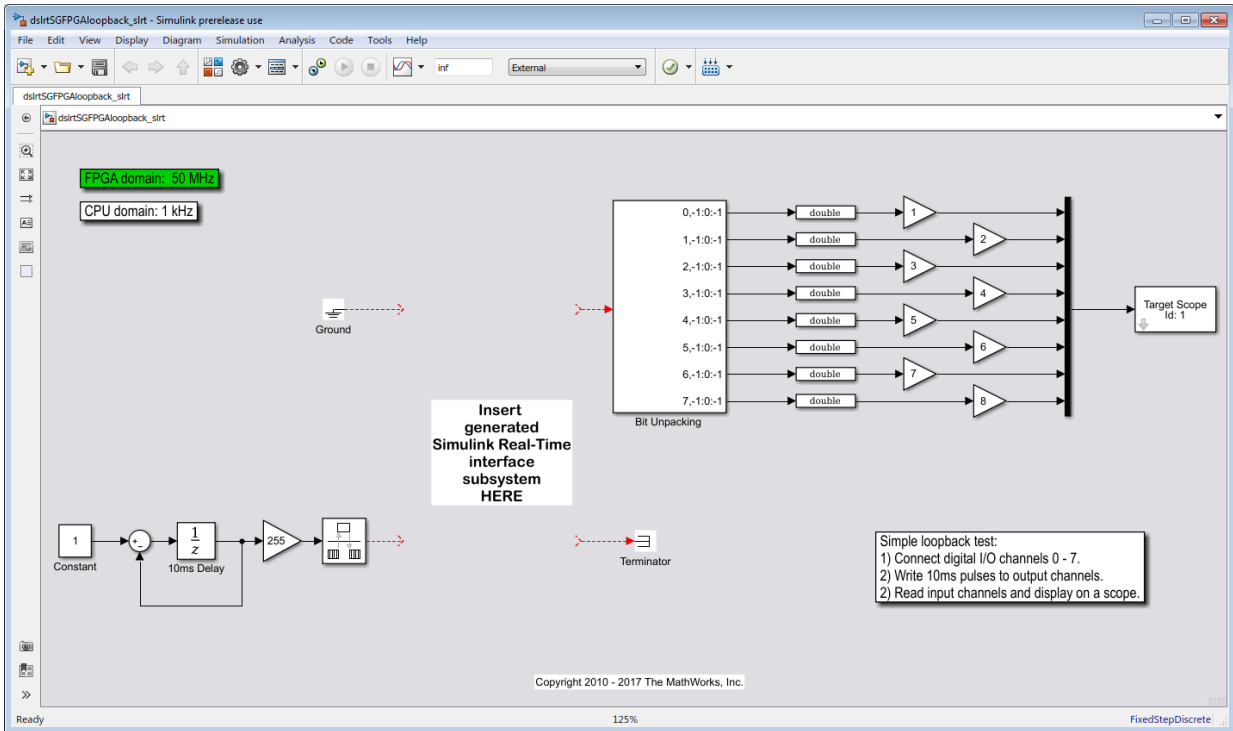 dslrtSGFPGAloopback_slrt - Simulink prerelease use
File Edit View Display Diagram Simulation Analysis Code Tools Help
inf
External
dslrtSGFPGAloopback_slrt
dslrtSGFPGAloopback_slrt
FPGA domain: 50 MHz
CPU domain: 1 kHz
0,-1:0:-1
double
1
1,-1:0:-1
double
2
2,-1:0:-1
double
3
3,-1:0:-1
double
4
4,-1:0:-1
double
5
5,-1:0:-1
double
6
6,-1:0:-1
double
7
7,-1:0:-1
double
8
Bit Unpacking
Target Scope
Id: 1
Ground
Insert
generated
Simulink Real-Time
interface
subsystem
HERE
1
Constant
+
-
1
z
10ms Delay
255
Terminator
Simple loopback test:
1) Connect digital I/O channels 0 - 7.
2) Write 10ms pulses to output channels.
2) Read input channels and display on a scope.
Copyright 2010 - 2017 The MathWorks, Inc.
Ready
125%
FixedStepDiscrete